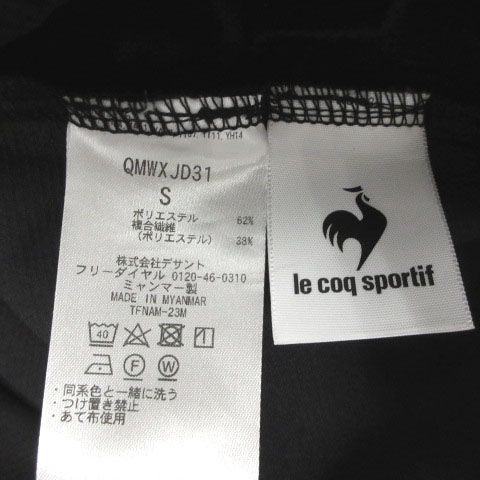 YH14
QMWXJD31
S
ポリエステル 62%
複合繊維
(ポリエステル) 38%
株式会社デサント
フリーダイヤル 0120-46-0310
ミャンマー製
MADE IN MYANMAR
TFNAM-23M
40
F W
・同系色と一緒に洗う
・つけ置き禁止
・あて布使用
le coq sportif